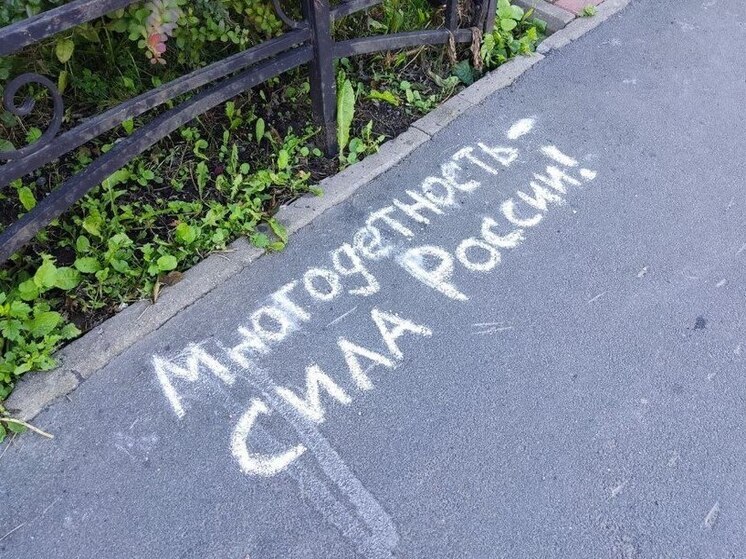 Многодетность -
Сила России!